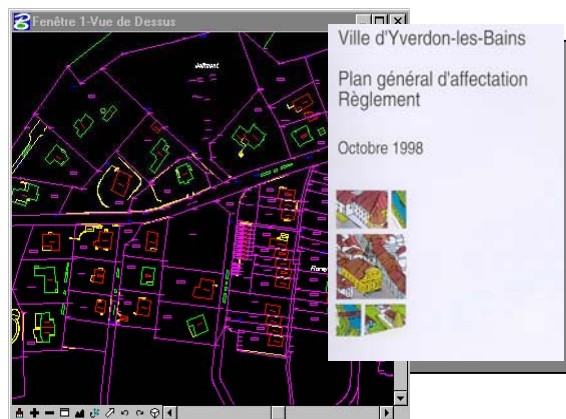 Fenêtre 1-Vue de Dessus
Ville d'Yverdon-les-Bains
Plan général d'affectation
Règlement
Octobre 1998